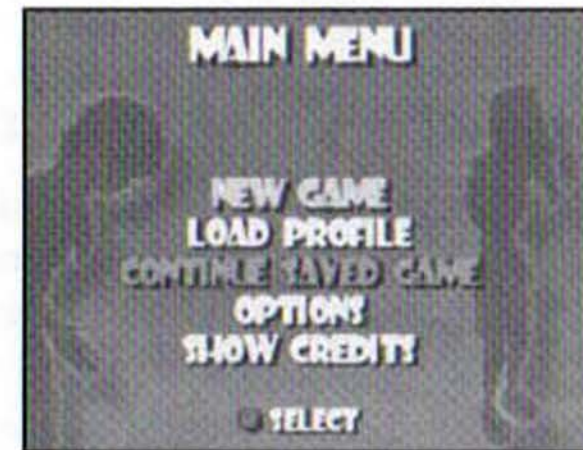 MAIN MENU
NEW GAME
LOAD PROFILE
CONTINUE SAVED GAME
OPTIONS
SHOW CREDITS
SELECT